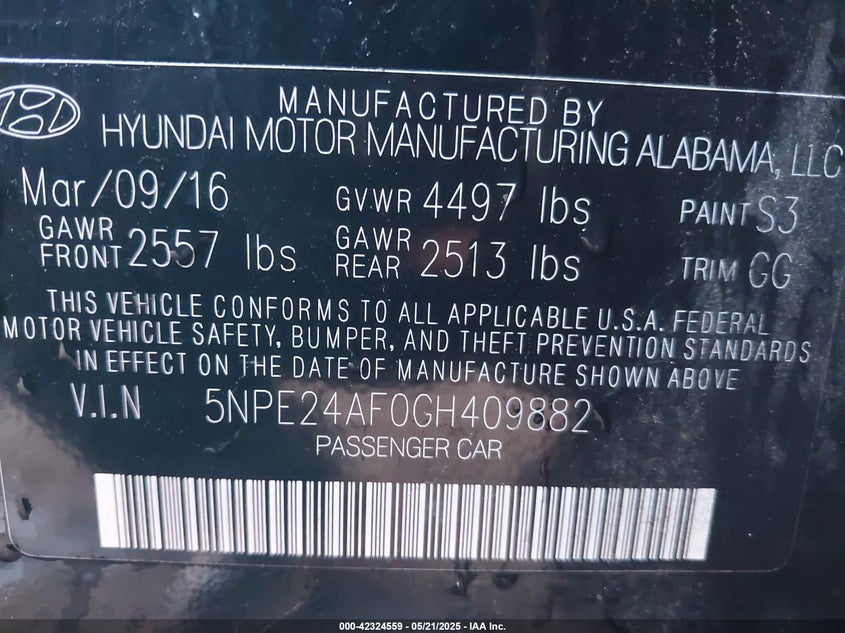 MANUFACTURED BY
HYUNDAI MOTOR MANUFACTURING ALABAMA, LLC
Mar/09/16 GVWR 4497 lbs PAINT S3
GAWR FRONT 2557 lbs GAWR REAR 2513 lbs TRIM GG
THIS VEHICLE CONFORMS TO ALL APPLICABLE U.S.A. FEDERAL
MOTOR VEHICLE SAFETY, BUMPER, AND THEFT PREVENTION STANDARDS
IN EFFECT ON THE DATE OF MANUFACTURE SHOWN ABOVE
V.I.N 5NPE24AF0GH409882
PASSENGER CAR
000-42324559 - 05/21/2025 - IAA Inc.